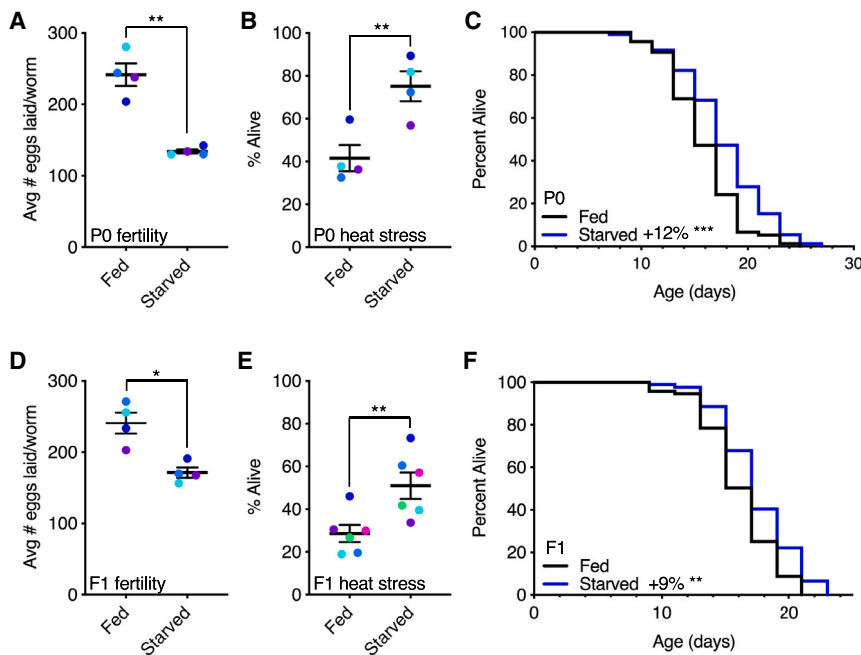 A
Avg # eggs laid/worm
300
200
100
0
**
P0 fertility
Fed
Starved
B
% Alive
100
80
60
40
20
0
**
P0 heat stress
Fed
Starved
C
Percent Alive
100
80
60
40
20
0
P0
Fed
Starved +12% ***
0
10
20
30
Age (days)
D
Avg # eggs laid/worm
300
200
100
0
*
F1 fertility
Fed
Starved
E
% Alive
100
80
60
40
20
0
**
F1 heat stress
Fed
Starved
F
Percent Alive
100
80
60
40
20
0
F1
Fed
Starved +9% **
0
10
20
Age (days)